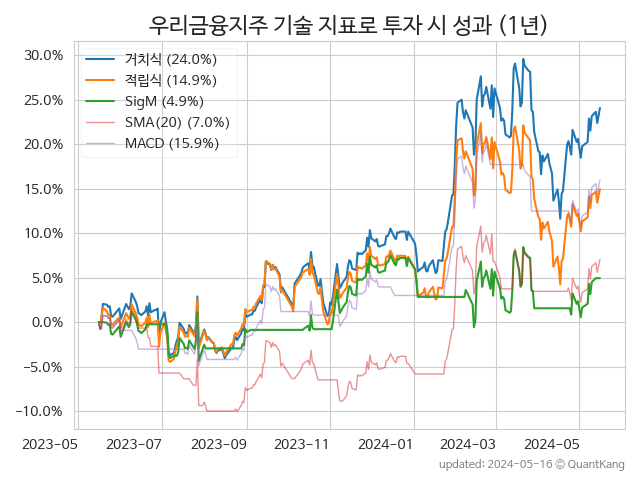 우리금융지주 기술 지표로 투자 시 성과 (1년)
30.0%
25.0%
20.0%
15.0%
10.0%
5.0%
0.0%
−5.0%
−10.0%
거치식 (24.0%)
적립식 (14.9%)
SigM (4.9%)
SMA(20) (7.0%)
MACD (15.9%)
2023-05
2023-07
2023-09
2023-11
2024-01
2024-03
2024-05
updated: 2024-05-16 ⓒ QuantKang